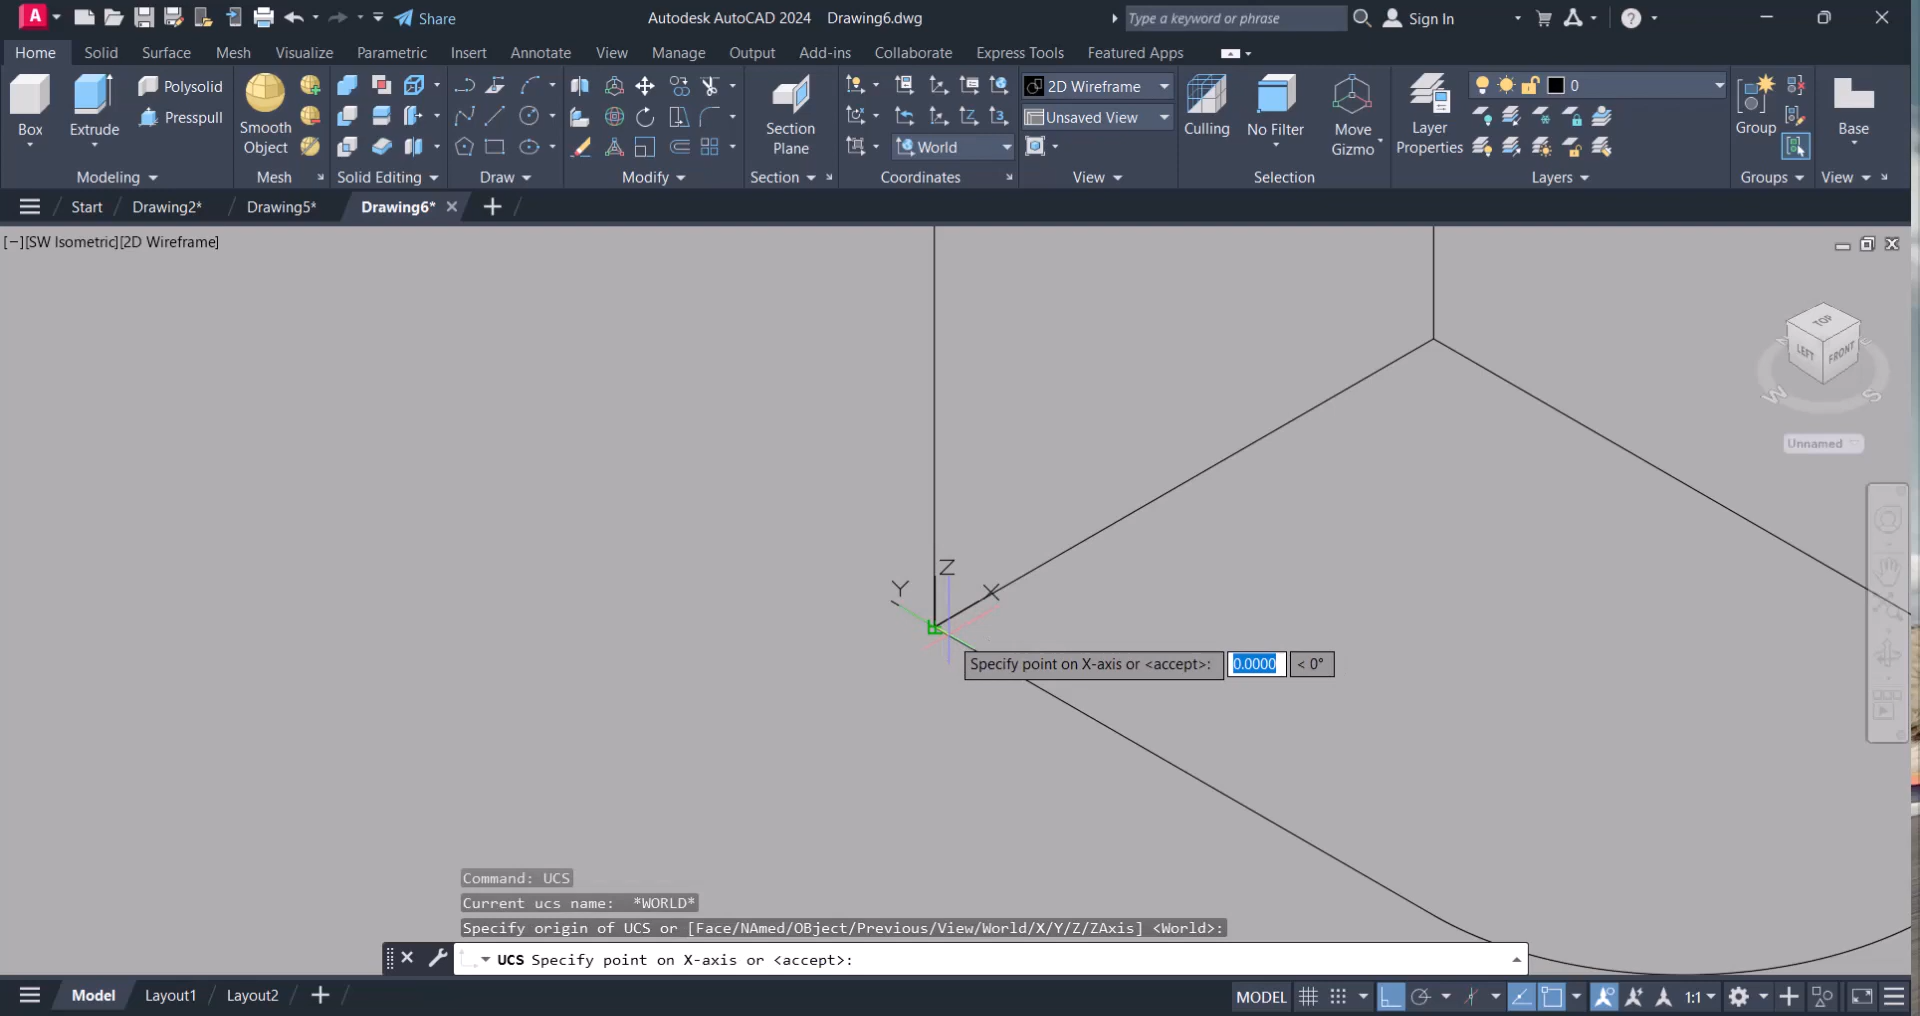 A Share Autodesk AutoCAD 2024 Drawing6.dwg Type a keyword or phrase Sign In
Home Solid Surface Mesh Visualize Parametric Insert Annotate View Manage Output Add-ins Collaborate Express Tools Featured Apps
Box
Extrude
Polysolid
Presspull
Smooth
Object
World
3
Section
Plane
2D Wireframe
Unsaved View
Culling
No Filter
Move
Gizmo
Layer
Properties
0
Group
Base
Modeling Mesh Solid Editing Draw Modify Section Coordinates View Selection Layers Groups View
Start Drawing2* Drawing5* Drawing6*
[−][SW Isometric][2D Wireframe]
TOP
LEFT FRONT
W S
Unnamed
Z
Y X
Specify point on X-axis or <accept>: 0.0000 < 0°
Command: UCS
Current ucs name: *WORLD*
Specify origin of UCS or [Face/NAmed/OBject/Previous/View/World/X/Y/Z/ZAxis] <World>:
UCS Specify point on X-axis or <accept>:
Model Layout1 Layout2 MODEL 1:1